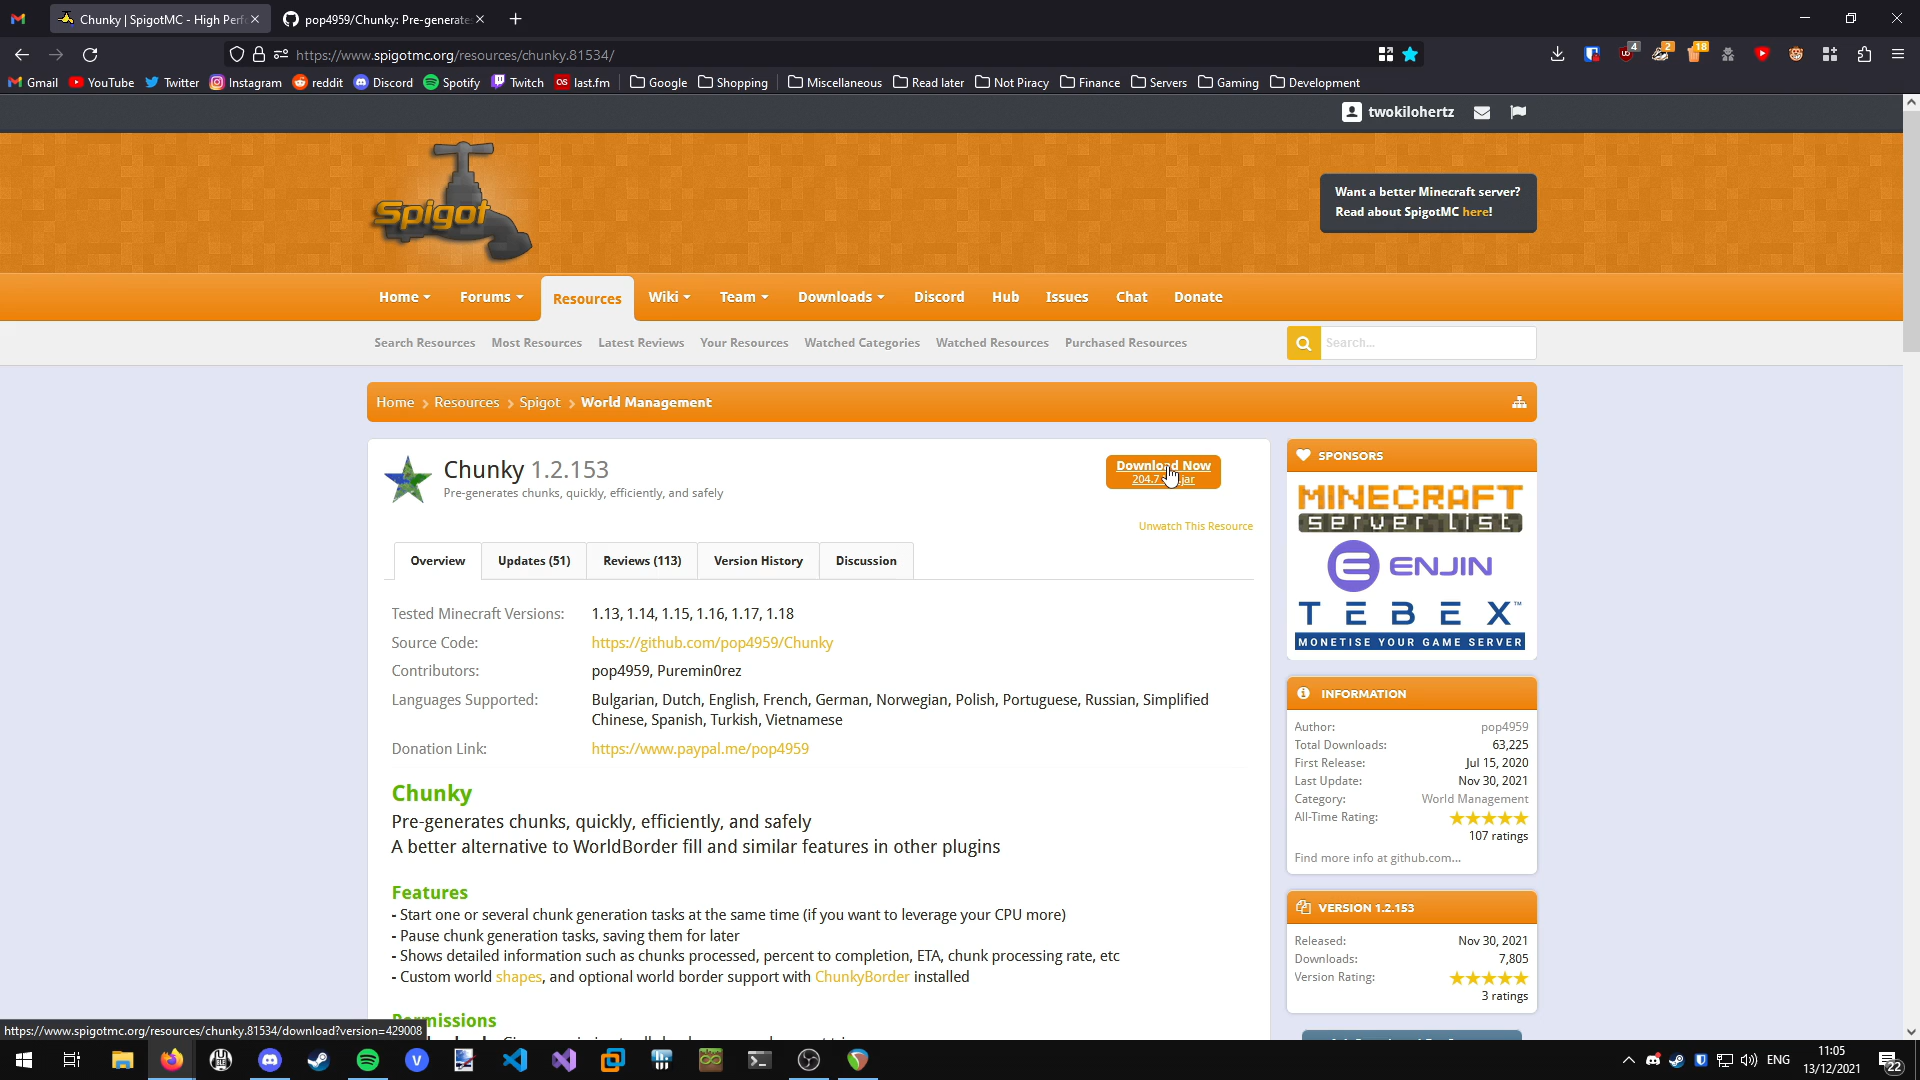 Chunky | SpigotMC - High Perf
pop4959/Chunky: Pre-generate
https://www.spigotmc.org/resources/chunky.81534/
4 2 18
Gmail YouTube Twitter Instagram reddit Discord Spotify Twitch last.fm Google Shopping Miscellaneous Read later Not Piracy Finance Servers Gaming Development
twokilohertz
Spigot
Want a better Minecraft server?
Read about SpigotMC here!
Home Forums Resources Wiki Team Downloads Discord Hub Issues Chat Donate
Search Resources Most Resources Latest Reviews Your Resources Watched Categories Watched Resources Purchased Resources
Search...
Home Resources Spigot World Management
Chunky 1.2.153
Pre-generates chunks, quickly, efficiently, and safely
Download Now
204.7 .jar
Unwatch This Resource
Overview Updates (51) Reviews (113) Version History Discussion
Tested Minecraft Versions: 1.13, 1.14, 1.15, 1.16, 1.17, 1.18
Source Code: https://github.com/pop4959/Chunky
Contributors: pop4959, Puremin0rez
Languages Supported: Bulgarian, Dutch, English, French, German, Norwegian, Polish, Portuguese, Russian, Simplified
Chinese, Spanish, Turkish, Vietnamese
Donation Link: https://www.paypal.me/pop4959
Chunky
Pre-generates chunks, quickly, efficiently, and safely
A better alternative to WorldBorder fill and similar features in other plugins
Features
- Start one or several chunk generation tasks at the same time (if you want to leverage your CPU more)
- Pause chunk generation tasks, saving them for later
- Shows detailed information such as chunks processed, percent to completion, ETA, chunk processing rate, etc
- Custom world shapes, and optional world border support with ChunkyBorder installed
Permissions
SPONSORS
MINECRAFT
server list
ENJIN
TEBEX™
MONETISE YOUR GAME SERVER
INFORMATION
Author: pop4959
Total Downloads: 63,225
First Release: Jul 15, 2020
Last Update: Nov 30, 2021
Category: World Management
All-Time Rating:
107 ratings
Find more info at github.com...
VERSION 1.2.153
Released: Nov 30, 2021
Downloads: 7,805
Version Rating:
3 ratings
https://www.spigotmc.org/resources/chunky.81534/download?version=429008
ENG
11:05
13/12/2021
22